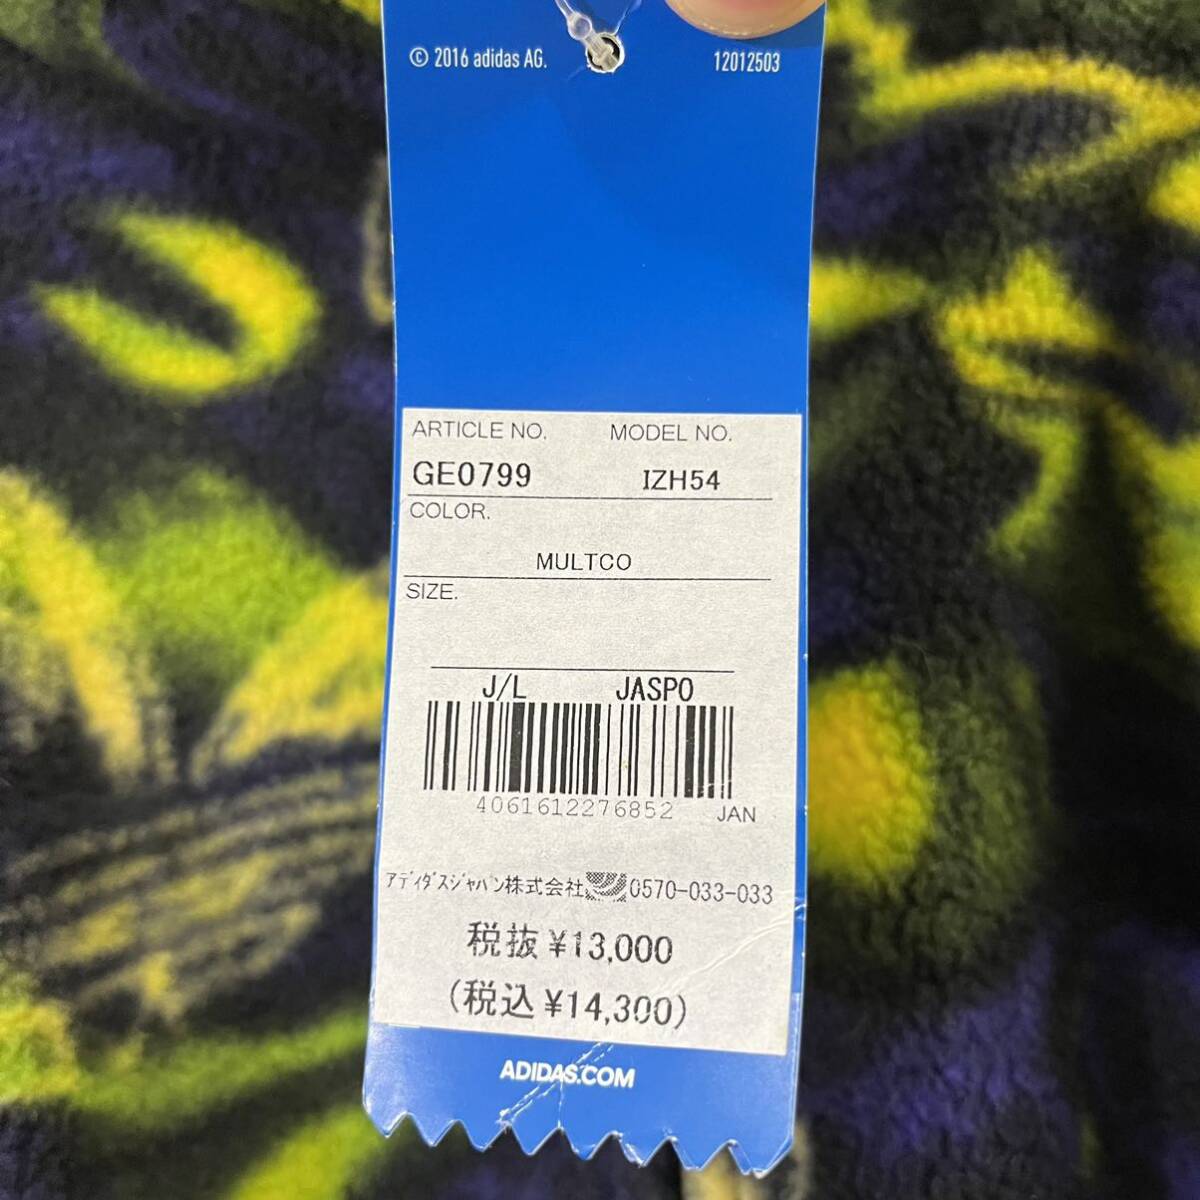 © 2016 adidas AG. 12012503
ARTICLE NO. MODEL NO.
GE0799 IZH54
COLOR.
MULTCO
SIZE.
J/L JASPO
4061612276852 JAN
アディダスジャパン株式会社 0570-033-033
税抜 ¥13,000
(税込 ¥14,300)
ADIDAS.COM